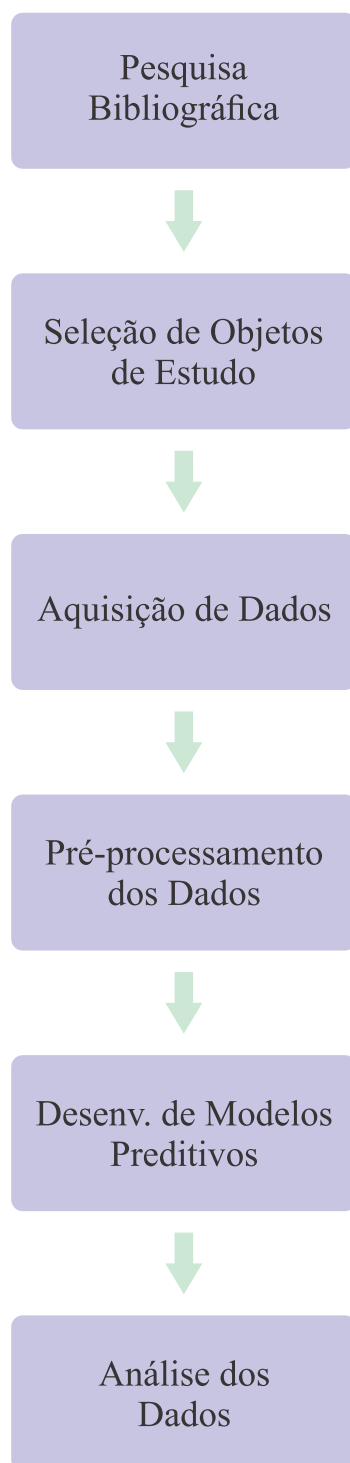 Pesquisa
Bibliográfica
Seleção de Objetos
de Estudo
Aquisição de Dados
Pré-processamento
dos Dados
Desenv. de Modelos
Preditivos
Análise dos
Dados